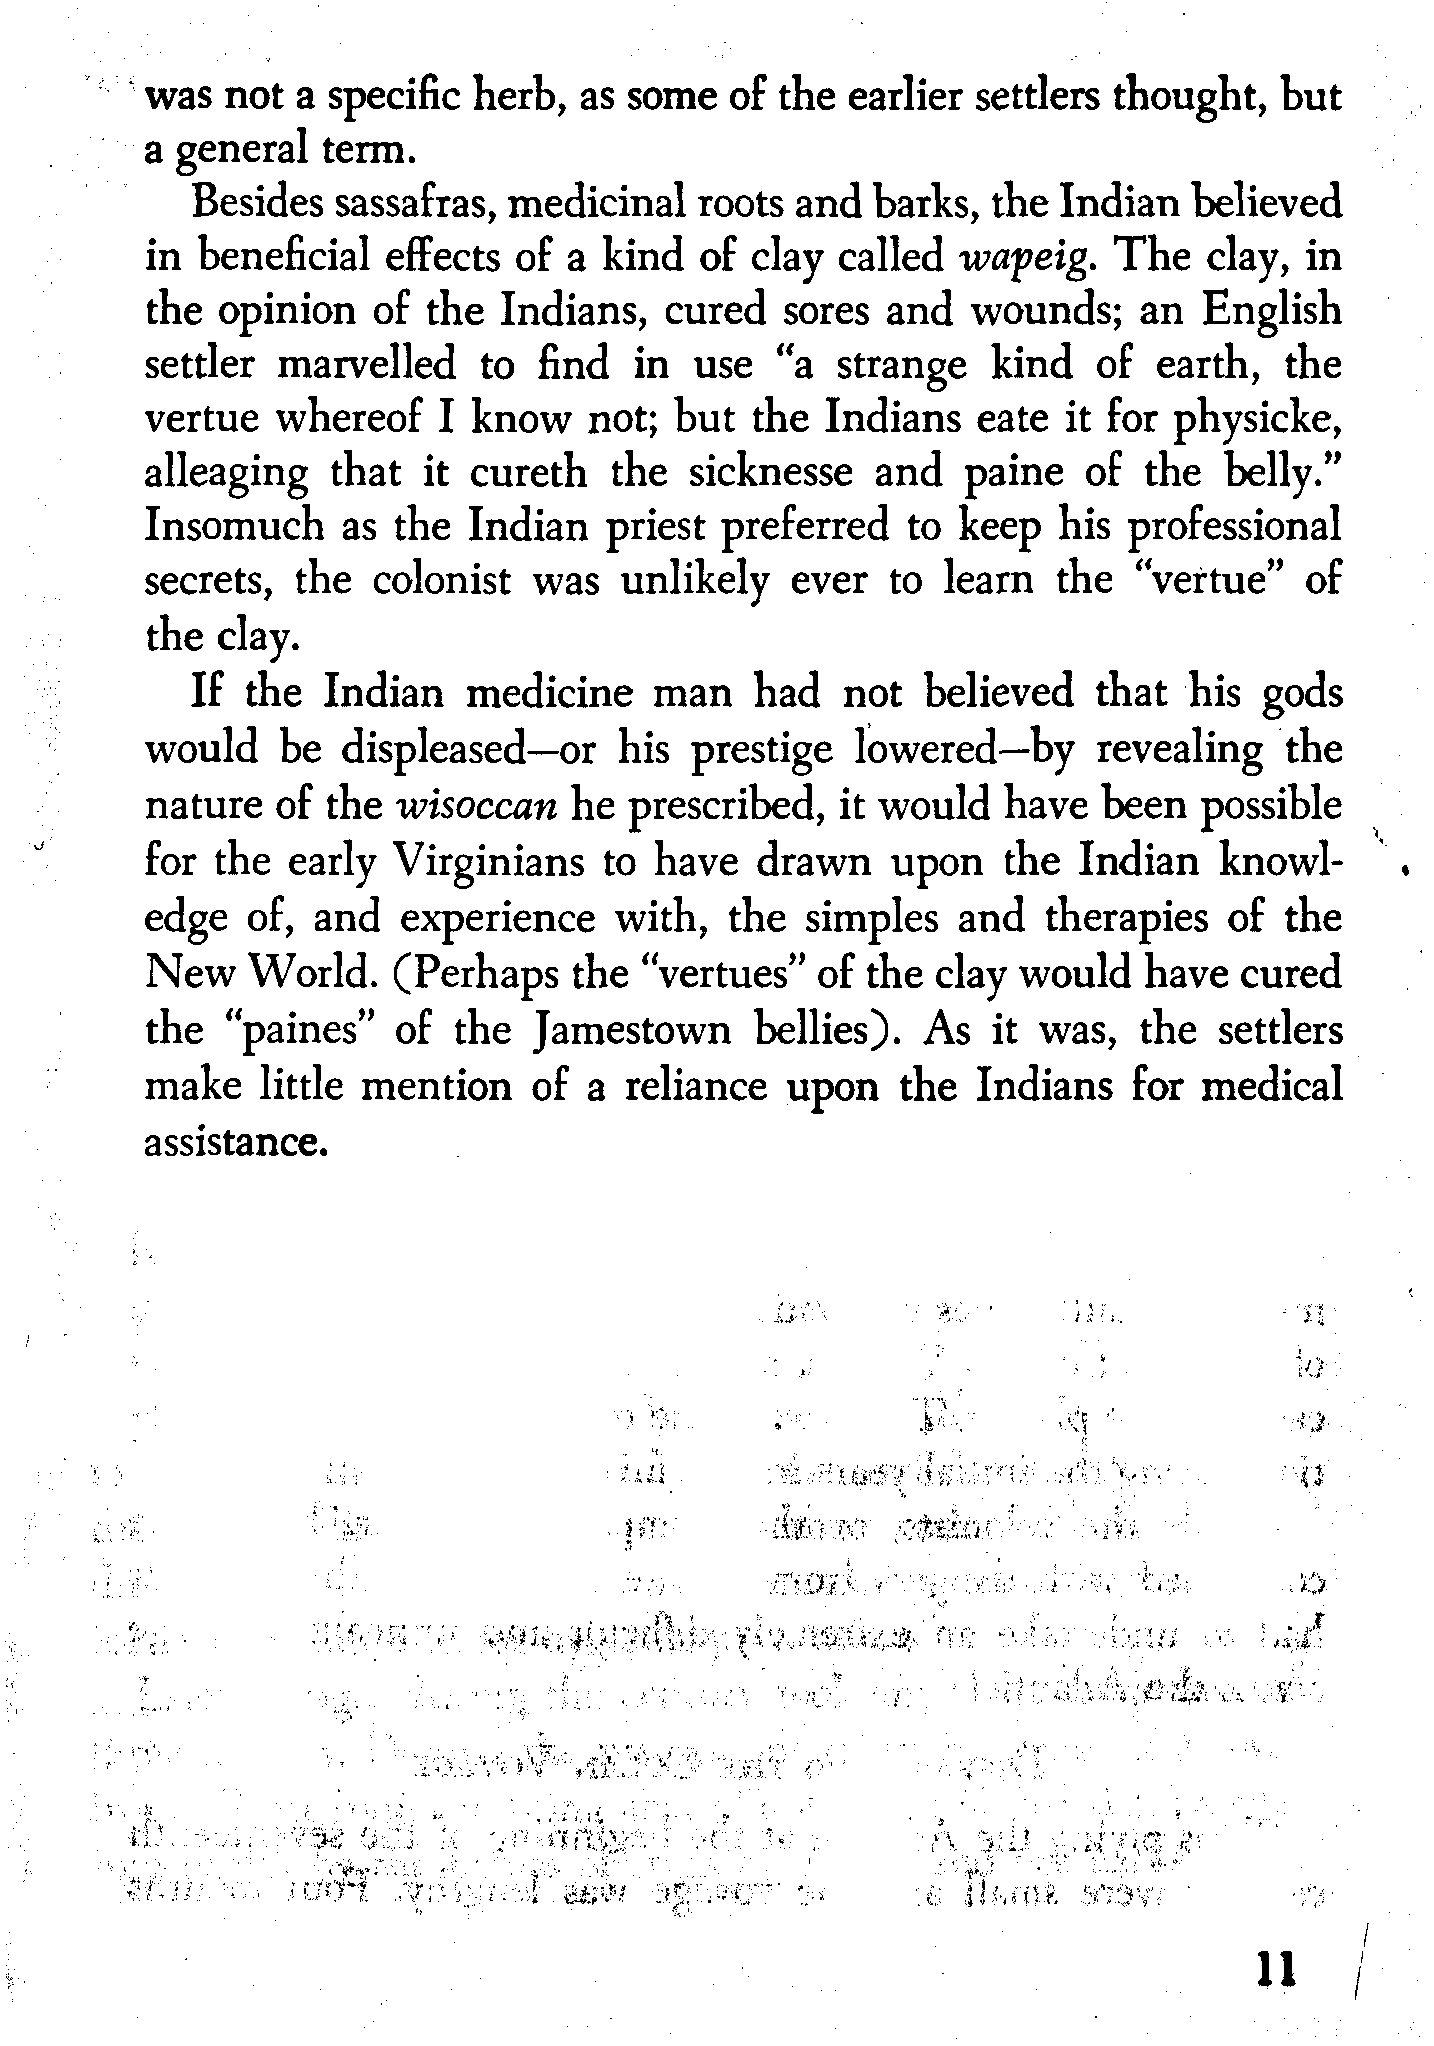 was not a specific herb, as some of the earlier settlers thought, but
a general term.
Besides sassafras, medicinal roots and barks, the Indian believed
in beneficial effects of a kind of clay called wapeig. The clay, in
the opinion of the Indians, cured sores and wounds; an English
settler marvelled to find in use “a strange kind of earth, the
vertue whereof I know not; but the Indians eate it for physicke,
alleaging that it cureth the sicknesse and paine of the belly.”
Insomuch as the Indian priest preferred to keep his professional
secrets, the colonist was unlikely ever to learn the “vertue” of
the clay.
If the Indian medicine man had not believed that his gods
would be displeased—or his prestige lowered—by revealing the
nature of the wisoccan he prescribed, it would have been possible
for the early Virginians to have drawn upon the Indian knowl-
edge of, and experience with, the simples and therapies of the
New World. (Perhaps the “vertues” of the clay would have cured
the “paines” of the Jamestown bellies). As it was, the settlers
make little mention of a reliance upon the Indians for medical
assistance.
11